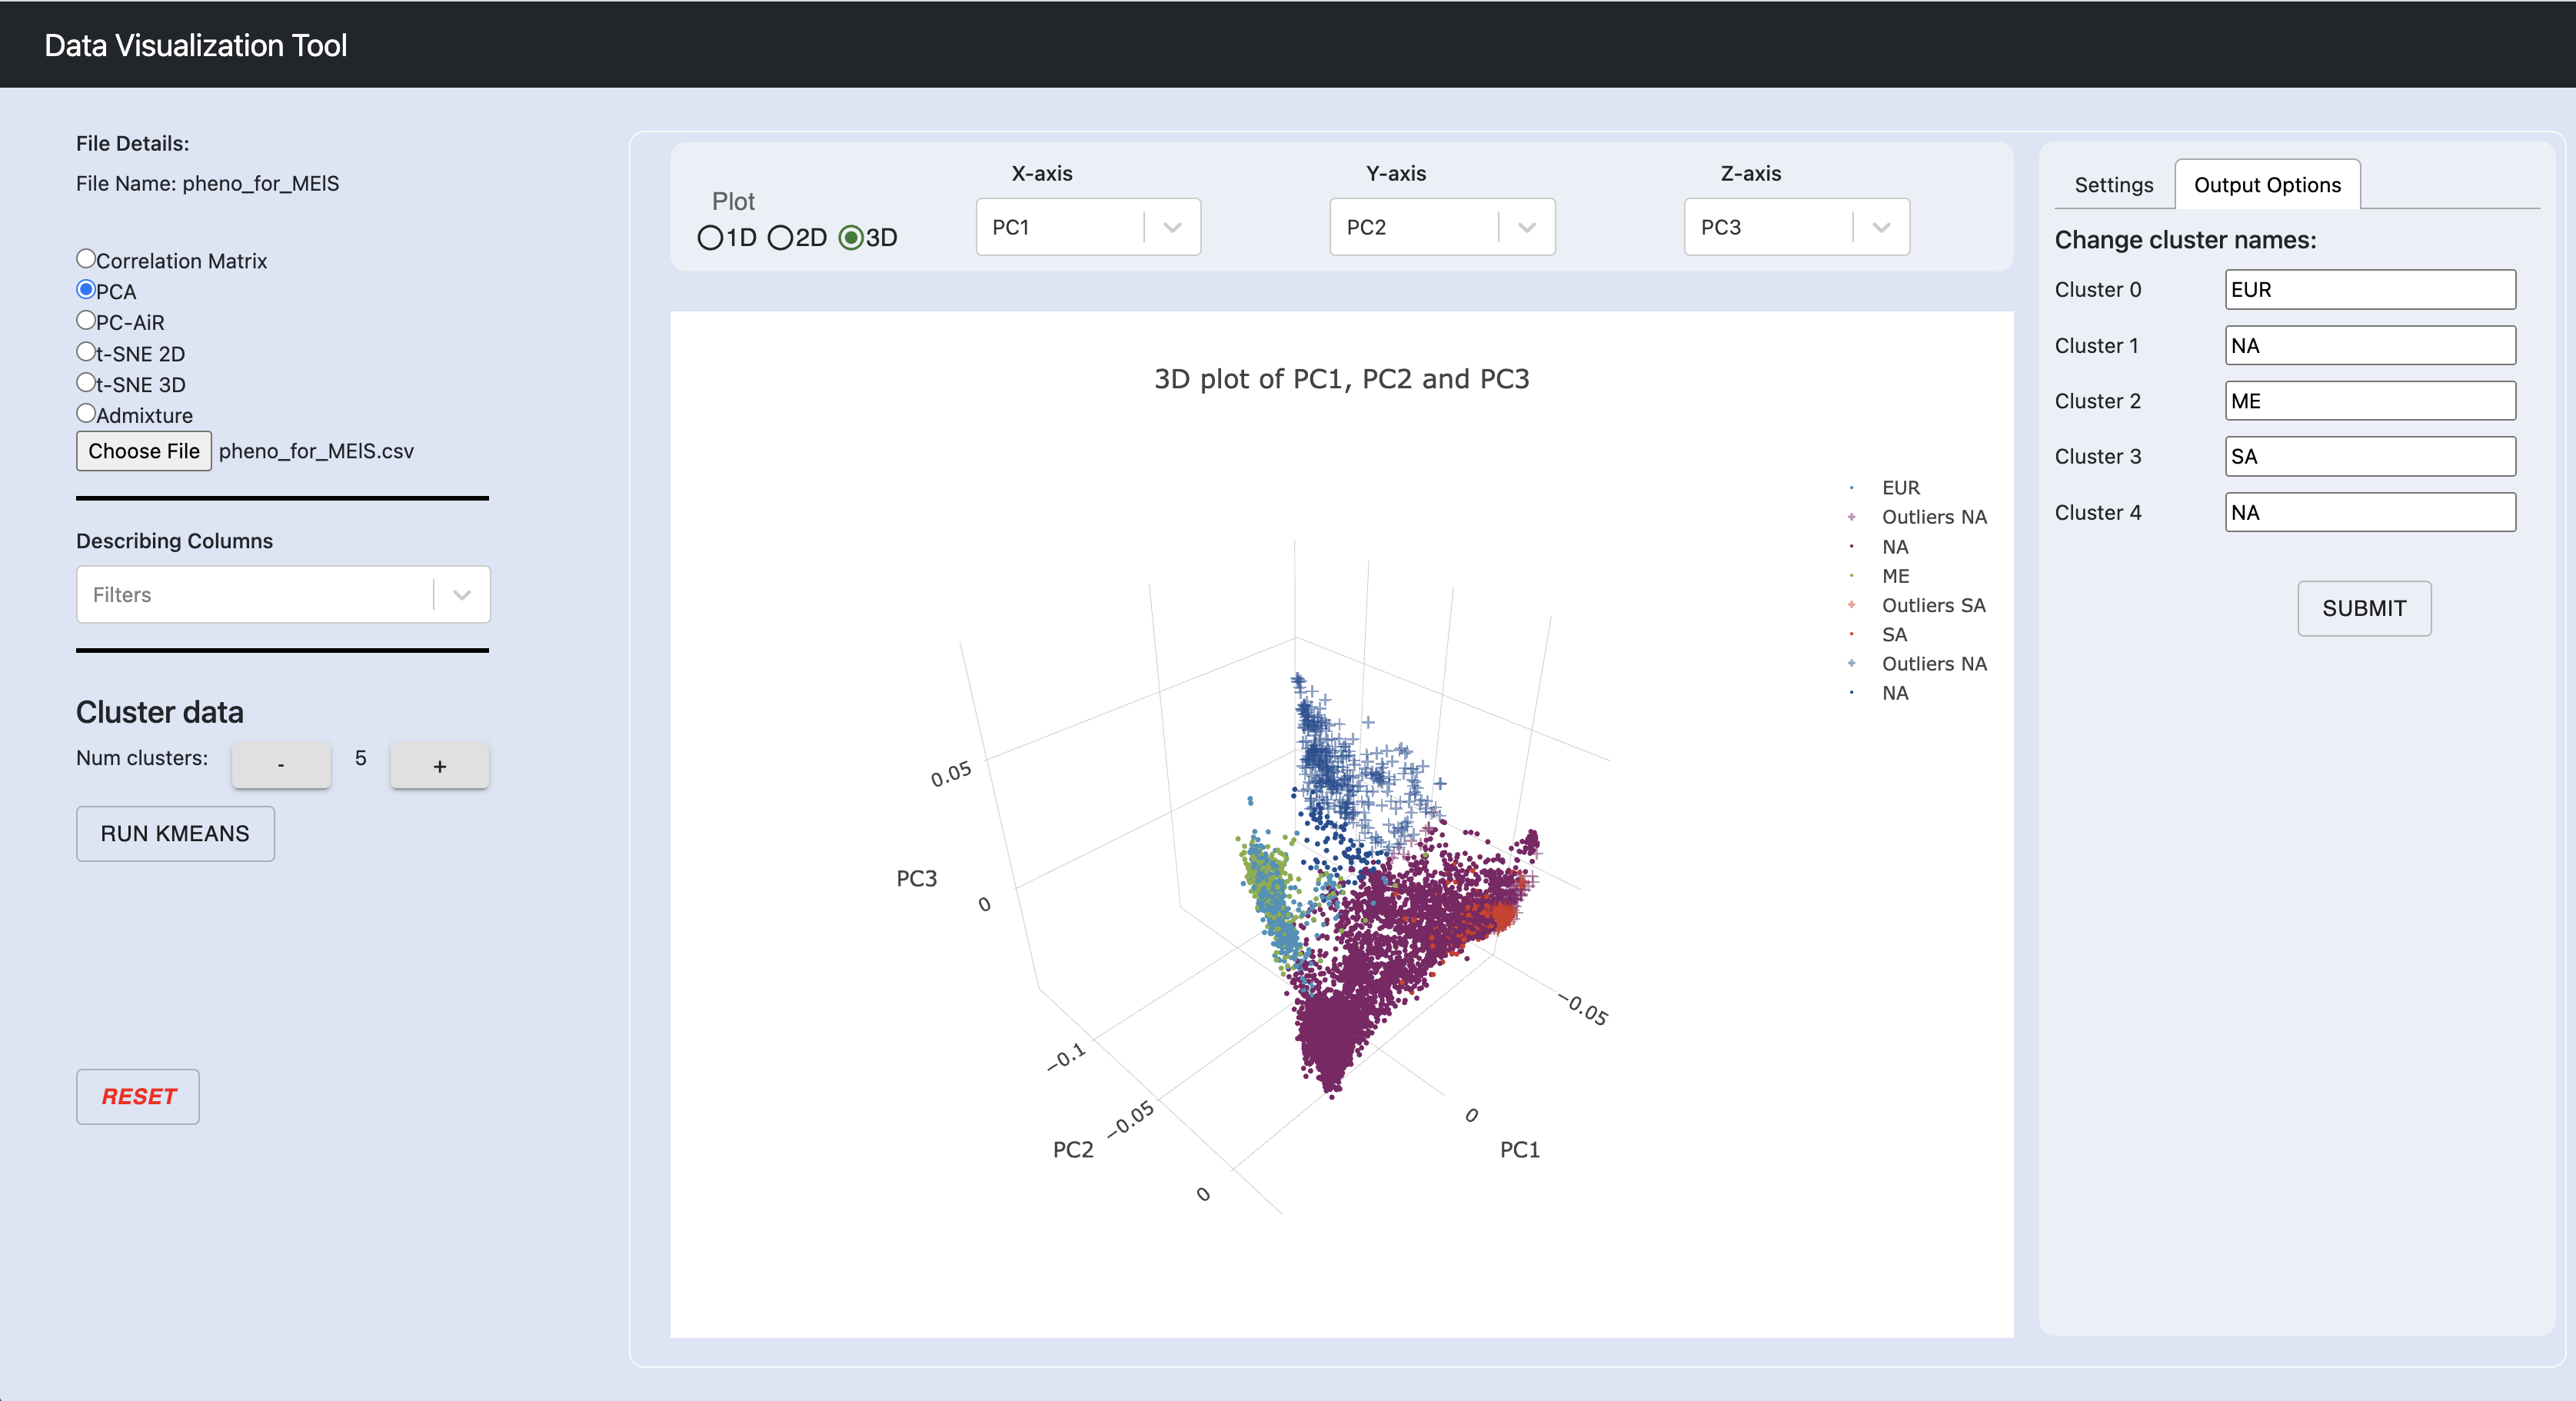 Data Visualization Tool
File Details:
File Name: pheno_for_MElS
Correlation Matrix
PCA
PC-AiR
t-SNE 2D
t-SNE 3D
Admixture
Choose File pheno_for_MElS.csv
Describing Columns
Filters
Cluster data
Num clusters: - 5 +
RUN KMEANS
RESET
Plot
1D 2D 3D
X-axis
PC1
Y-axis
PC2
Z-axis
PC3
3D plot of PC1, PC2 and PC3
EUR
Outliers NA
NA
ME
Outliers SA
SA
Outliers NA
NA
0.05
PC3
0
−0.1
−0.05
PC2
0
−0.05
0
PC1
Settings
Output Options
Change cluster names:
Cluster 0 EUR
Cluster 1 NA
Cluster 2 ME
Cluster 3 SA
Cluster 4 NA
SUBMIT